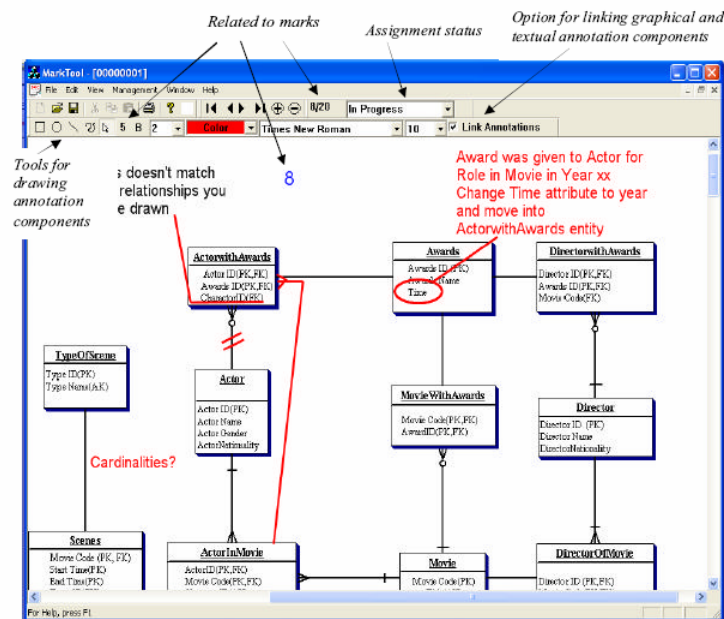 Related to marks
Assignment status
Option for linking graphical and
textual annotation components
MarkTool - [00000001]
File Edit View Management Window Help
8/20
In Progress
5 B 2
Color
Times New Roman
10
Link Annotations
Tools for
drawing
annotation
components
s doesn't match
relationships you
e drawn
8
Award was given to Actor for
Role in Movie in Year xx
Change Time attribute to year
and move into
ActorwithAwards entity
ActorwithAwards
Actor ID(PK,FK)
Awards ID(PK,FK)
CharactorID(FK)
Awards
Awards ID (PK)
Awards Name
Time
DirectorwithAwards
Director ID(PK,FK)
Awards ID(PK,FK)
Movie Code(FK)
TypeOfScene
Type ID(PK)
Type Name(AK)
Actor
Actor ID(PK)
Actor Name
Actor Gender
ActorNationality
MovieWithAwards
Movie Code(PK,FK)
AwardID(PK,FK)
Director
Director ID (PK)
Director Name
DirectorNationality
Cardinalities?
Scenes
Movie Code (PK, FK)
Start Time(PK)
End Time(PK)
ActorInMovie
ActorID(PK,FK)
Movie Code(PK,FK)
Movie
Movie Code(PK)
DirectorOfMovie
Director ID (PK,FK)
For Help, press F1